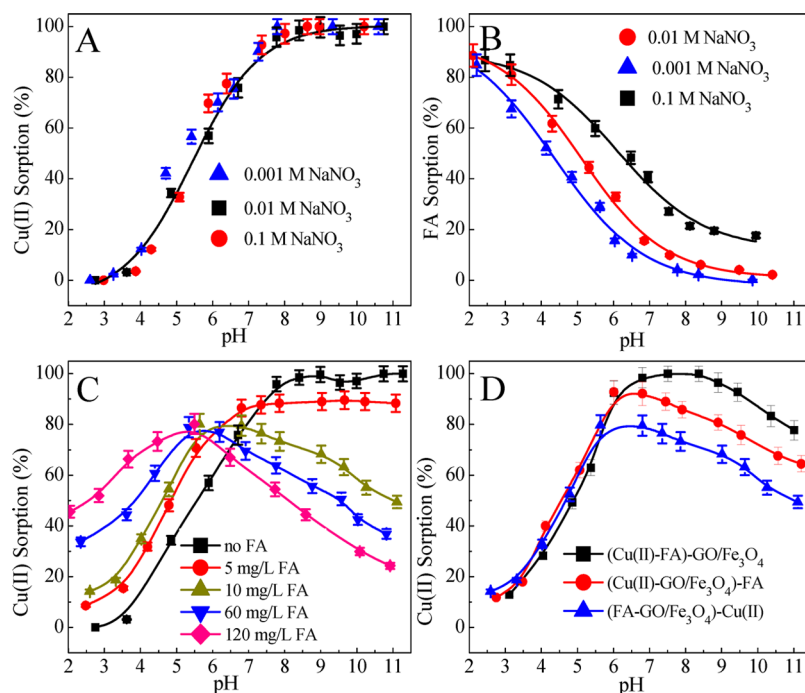 A
Cu(II) Sorption (%)
100
80
60
40
20
0
0.001 M NaNO3
0.01 M NaNO3
0.1 M NaNO3
2 3 4 5 6 7 8 9 10 11
pH
B
FA Sorption (%)
100
80
60
40
20
0
0.01 M NaNO3
0.001 M NaNO3
0.1 M NaNO3
2 3 4 5 6 7 8 9 10 11
pH
C
Cu(II) Sorption (%)
100
80
60
40
20
0
no FA
5 mg/L FA
10 mg/L FA
60 mg/L FA
120 mg/L FA
2 3 4 5 6 7 8 9 10 11
pH
D
Cu(II) Sorption (%)
100
80
60
40
20
0
(Cu(II)-FA)-GO/Fe3O4
(Cu(II)-GO/Fe3O4)-FA
(FA-GO/Fe3O4)-Cu(II)
2 3 4 5 6 7 8 9 10 11
pH